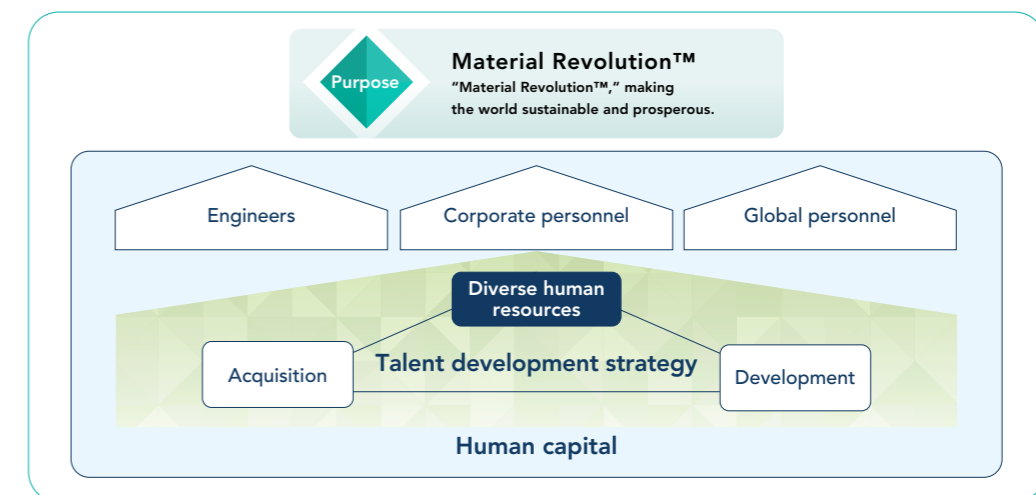 Purpose
Material Revolution™
“Material Revolution™,” making
the world sustainable and prosperous.
Engineers
Corporate personnel
Global personnel
Diverse human
resources
Acquisition
Talent development strategy
Development
Human capital